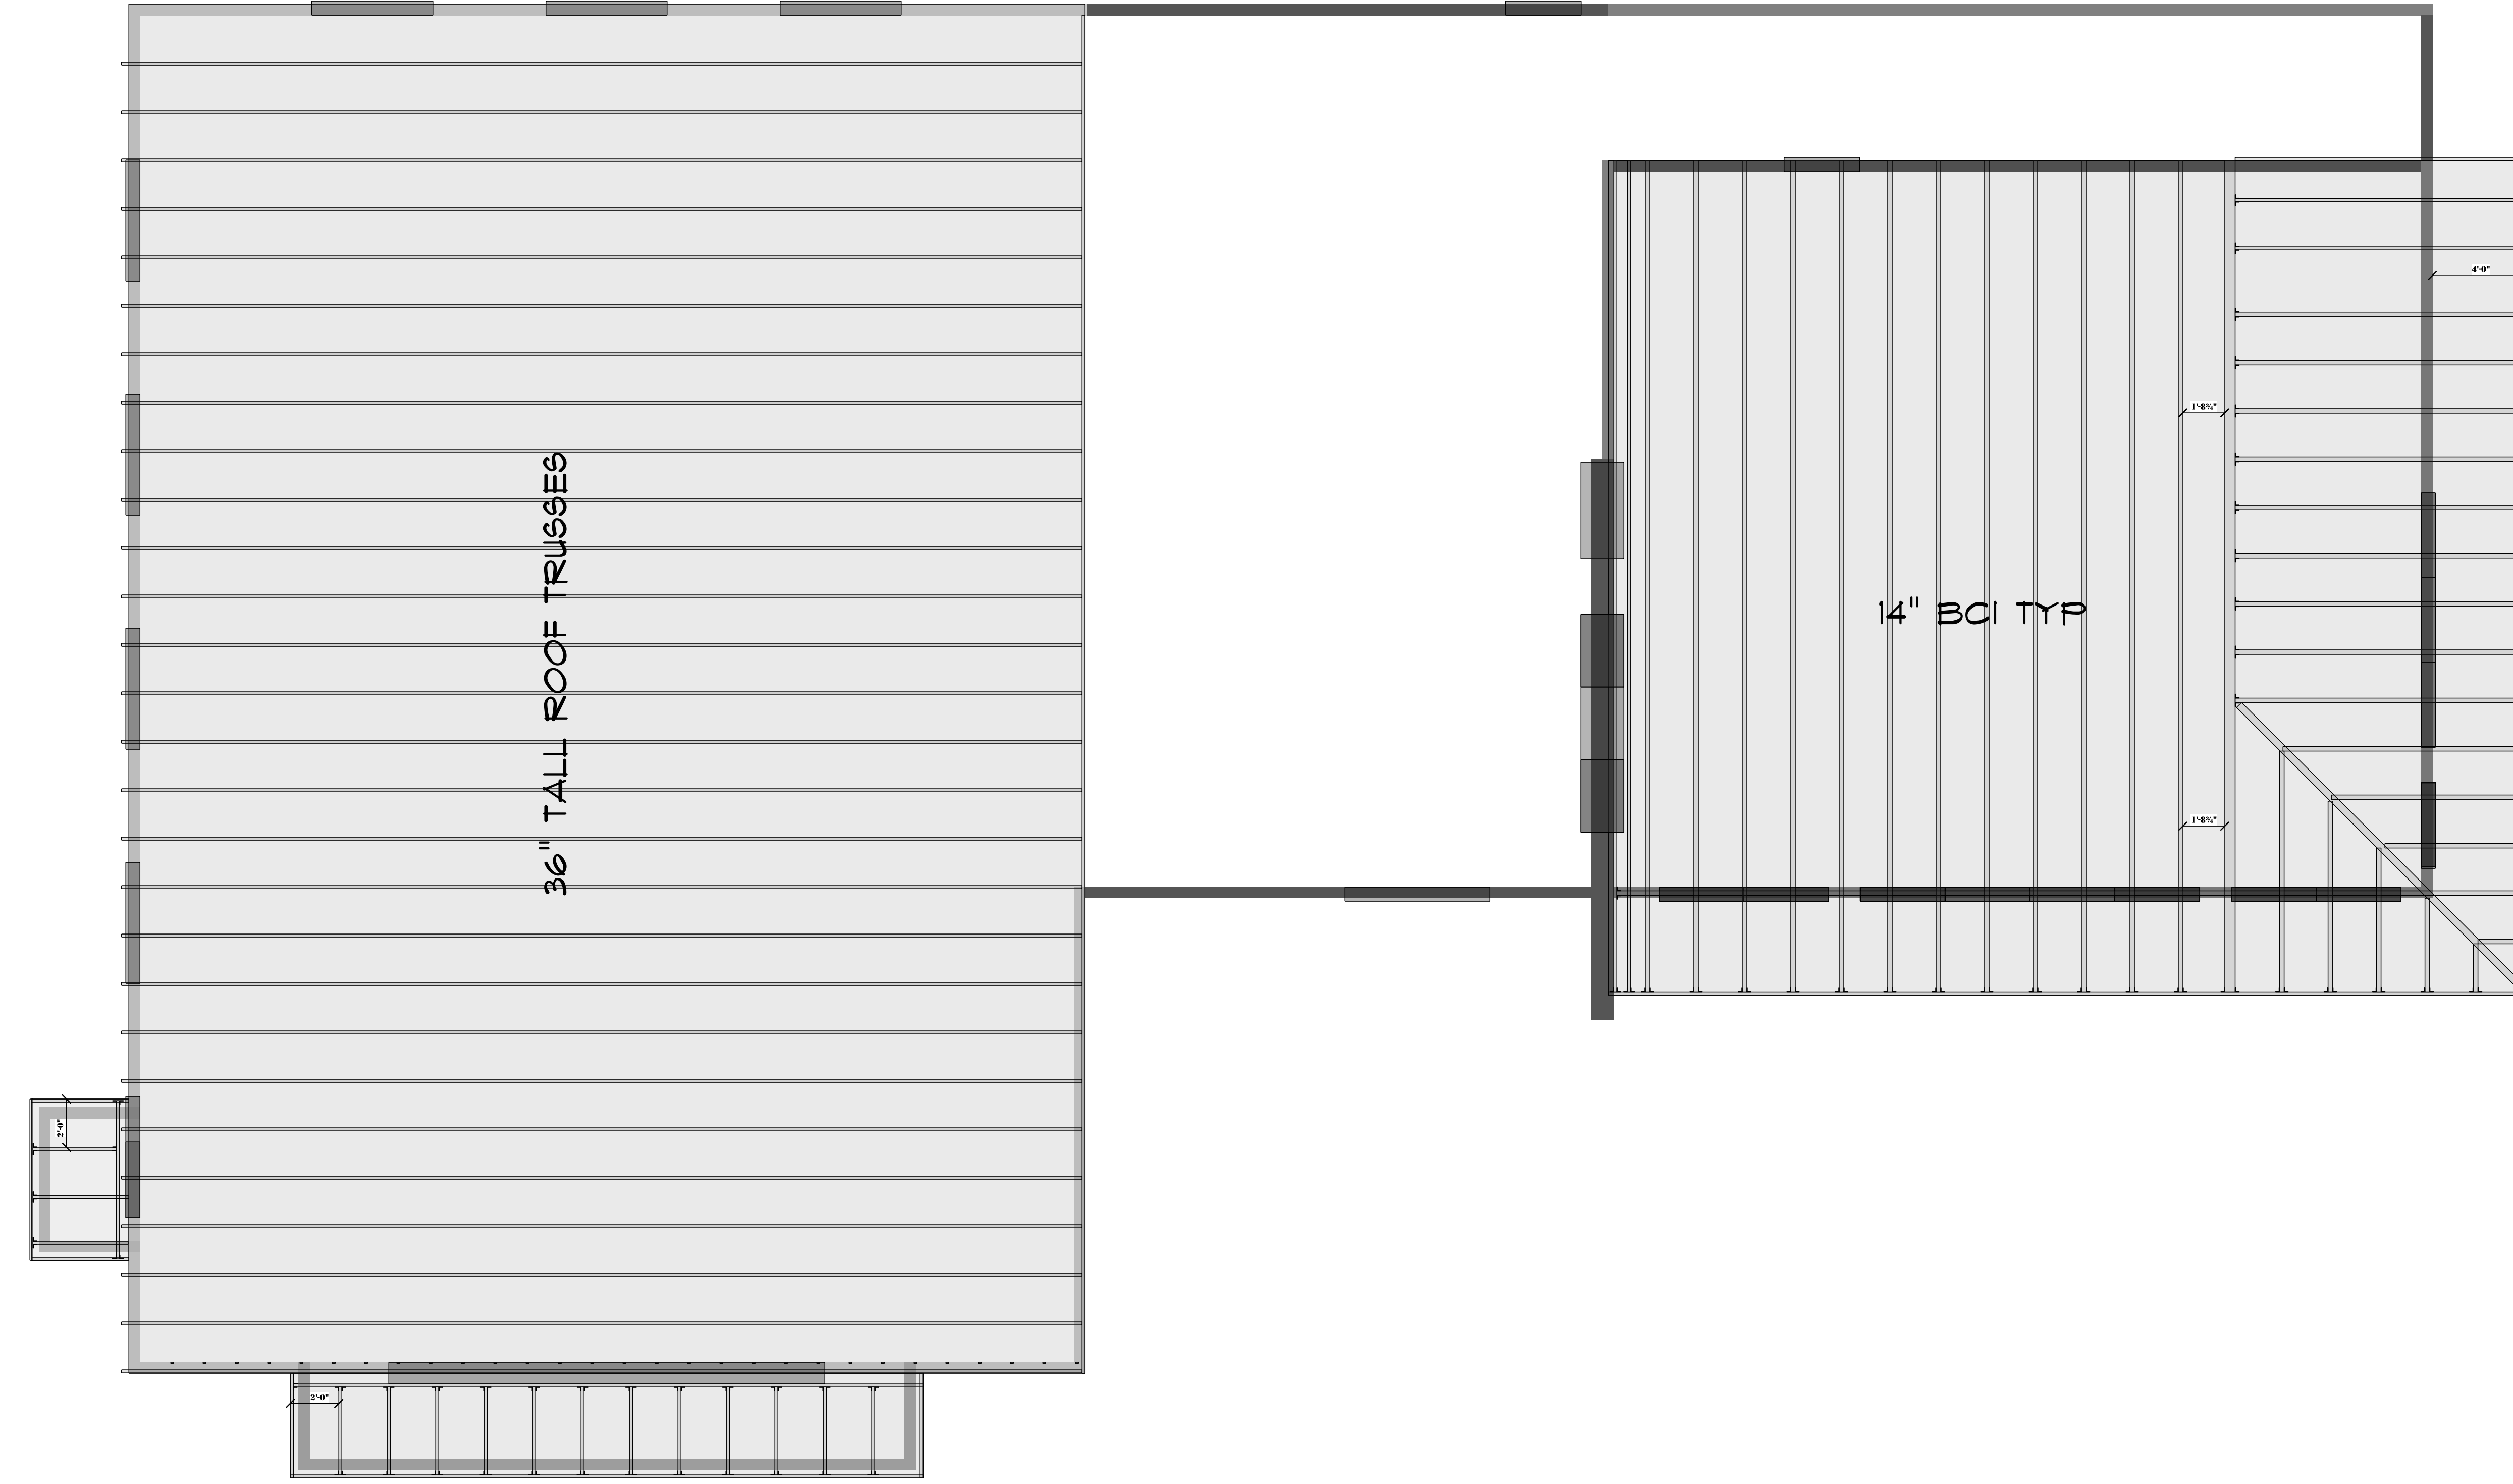 4'-0"
1'-8¾"
36" TALL ROOF TRUSSES
14" BCI TYP
1'-8¾"
2'-0"
2'-0"